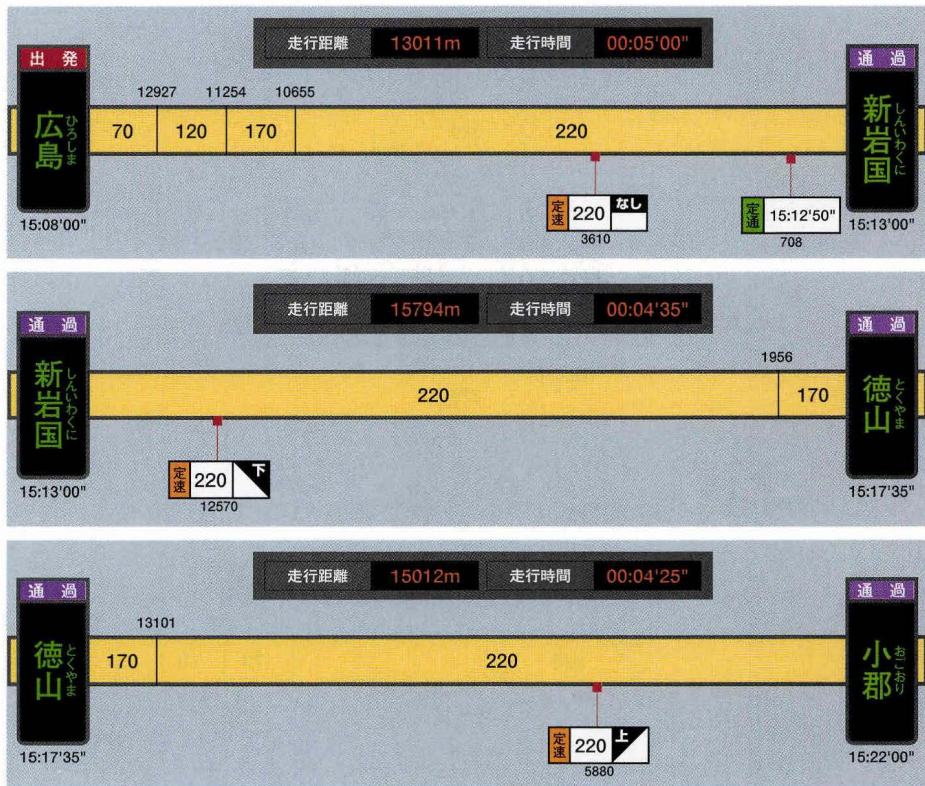 走行距離 13011m 走行時間 00:05'00"
出発
広島
ひろしま
15:08'00"
12927 11254 10655
70 120 170 220
定速 220 なし
3610
定通 15:12'50"
708
通過
新岩国
しんいわくに
15:13'00"
走行距離 15794m 走行時間 00:04'35"
通過
新岩国
しんいわくに
15:13'00"
1956
220 170
定速 220 下
12570
通過
徳山
とくやま
15:17'35"
走行距離 15012m 走行時間 00:04'25"
通過
徳山
とくやま
15:17'35"
13101
170 220
定速 220 上
5880
通過
小郡
おごおり
15:22'00"